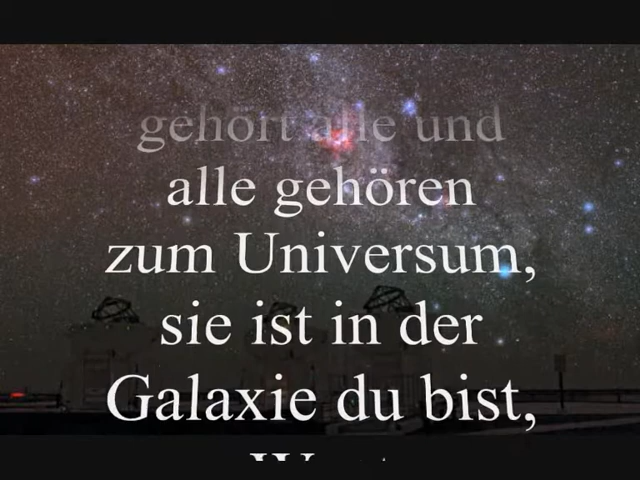 gehört alle und
alle gehören
zum Universum,
sie ist in der
Galaxie du bist,